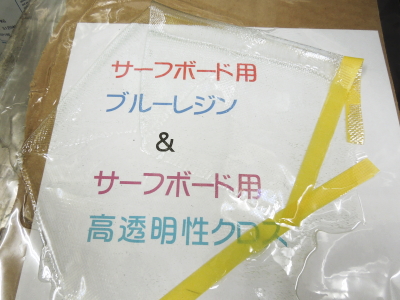 サーフボード用
ブルーレジン
&
サーフボード用
高透明性クロス